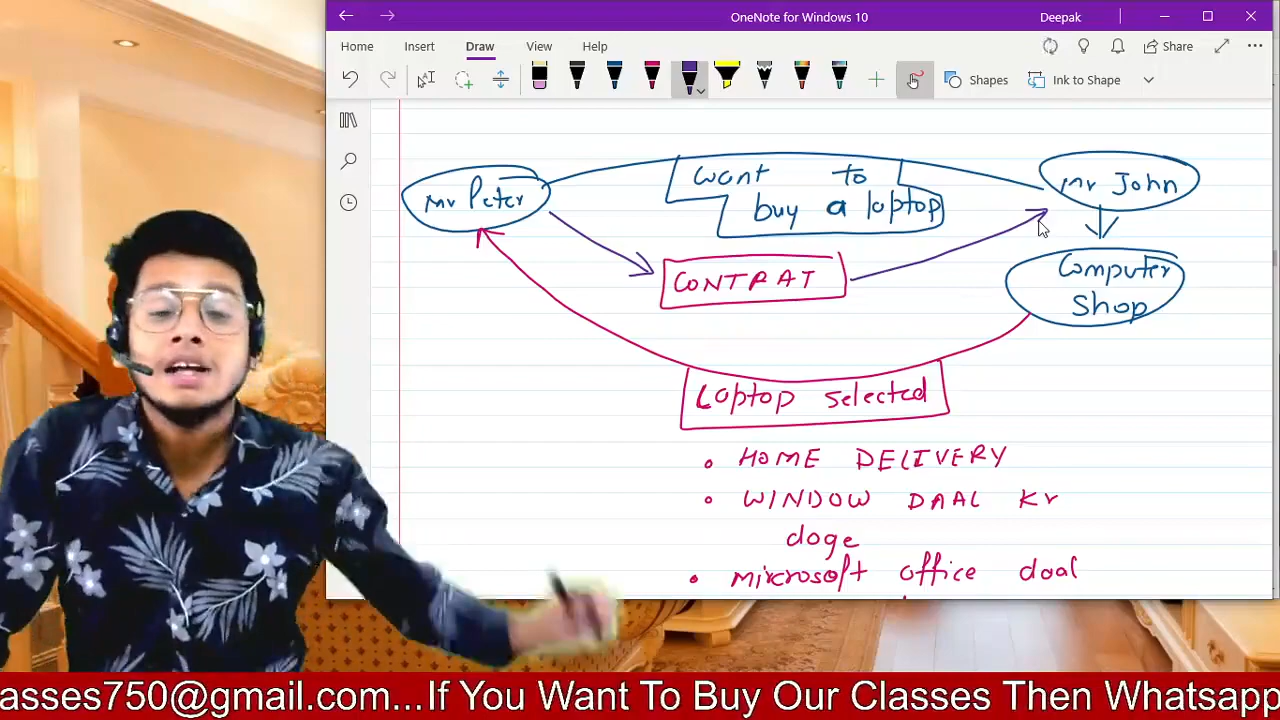 OneNote for Windows 10
Deepak
Home Insert Draw View Help
Share
Shapes
Ink to Shape
Mr Peter
Want to
buy a laptop
Mr John
CONTRAT
Computer
Shop
Laptop selected
• HOME DELIVERY
• WINDOW DAAL Kr
doge
• mirosoft office daal
asses750@gmail.com...If You Want To Buy Our Classes Then Whatsapp